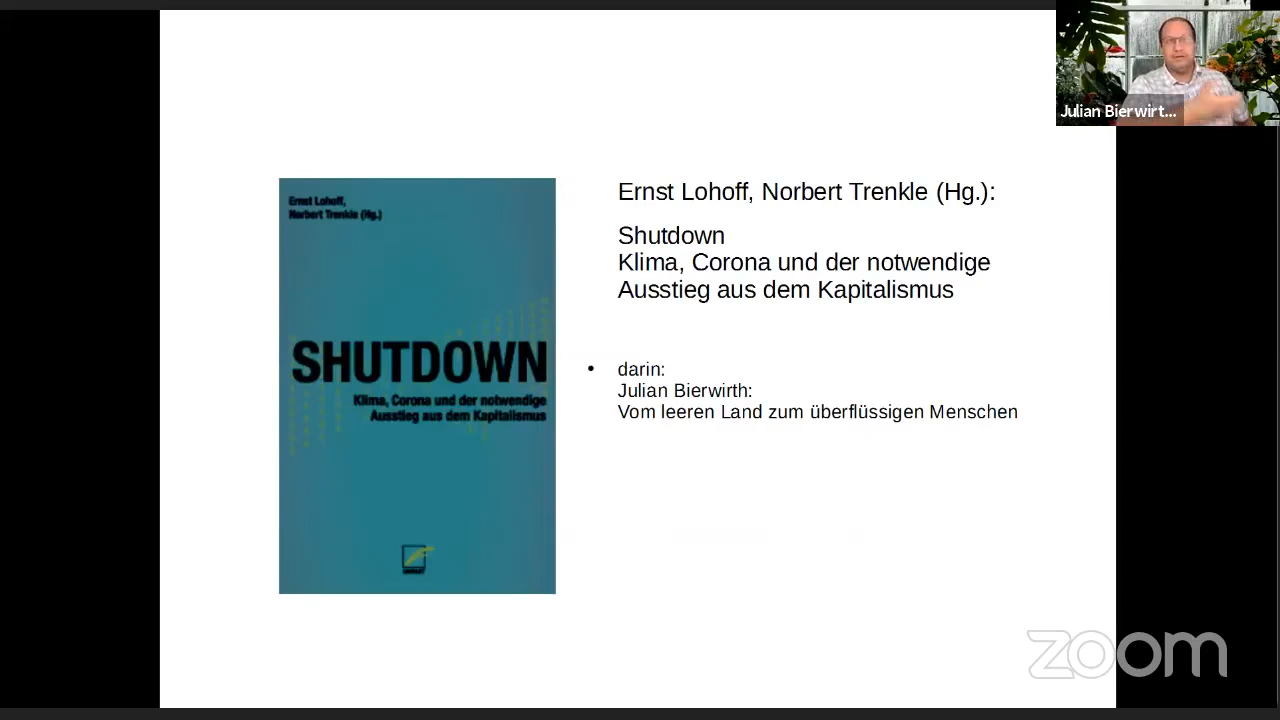 Julian Bierwirt...
Ernst Lohoff,
Norbert Trenkle (Hg.)
SHUTDOWN
Klima, Corona und der notwendige
Ausstieg aus dem Kapitalismus
Ernst Lohoff, Norbert Trenkle (Hg.):
Shutdown
Klima, Corona und der notwendige
Ausstieg aus dem Kapitalismus
• darin:
Julian Bierwirth:
Vom leeren Land zum überflüssigen Menschen
zoom